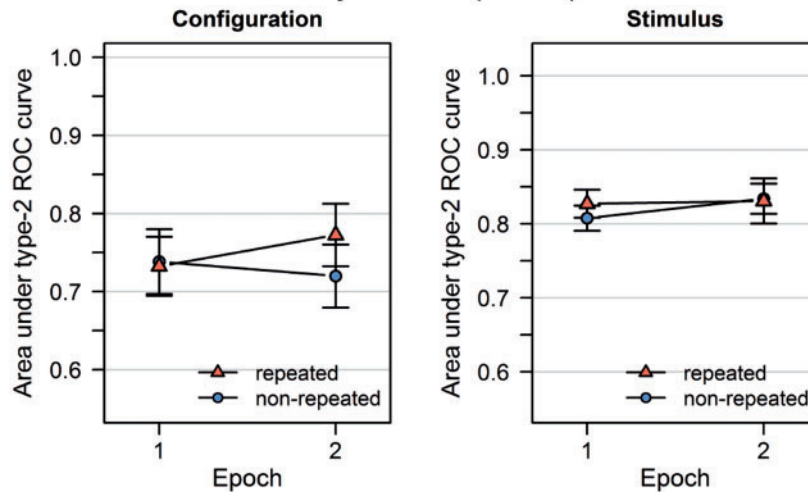 Configuration
Area under type-2 ROC curve
1.0
0.9
0.8
0.7
0.6
repeated
non-repeated
1
2
Epoch
Stimulus
Area under type-2 ROC curve
1.0
0.9
0.8
0.7
0.6
repeated
non-repeated
1
2
Epoch